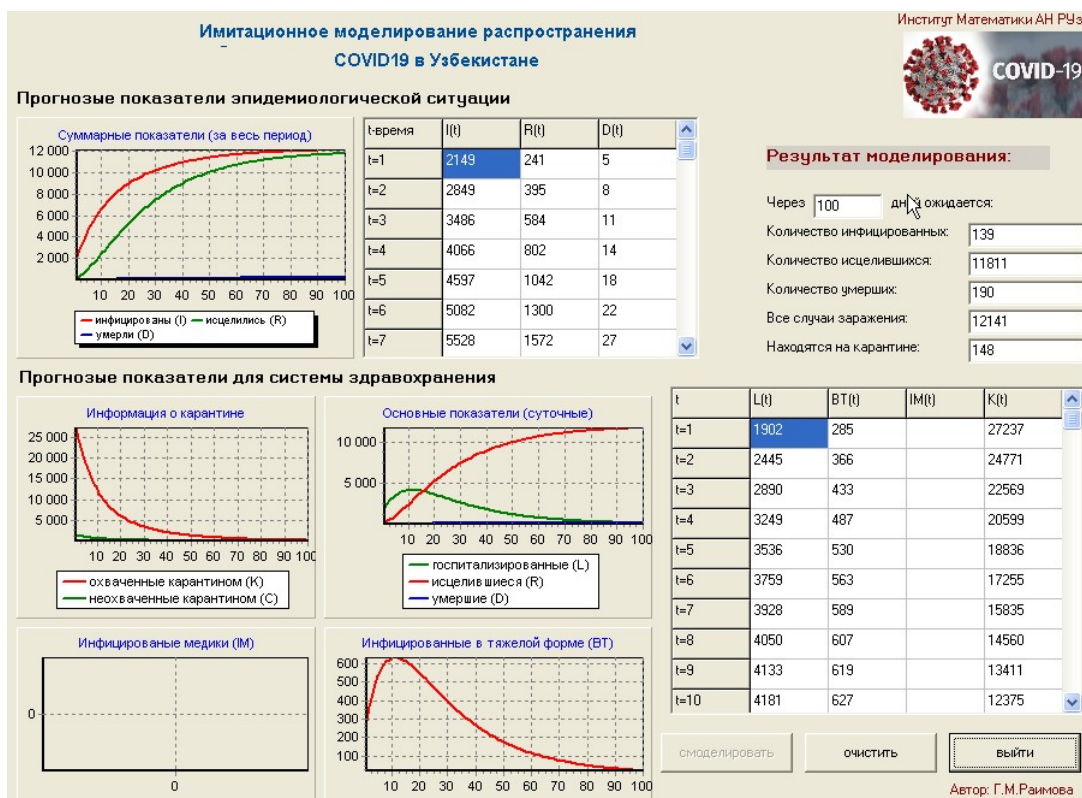 Институт Математики АН РУз
Имитационное моделирование распространения
COVID19 в Узбекистане
COVID-19
Прогнозые показатели эпидемиологической ситуации
Суммарные показатели (за весь период)
12 000
10 000
8 000
6 000
4 000
2 000
10 20 30 40 50 60 70 80 90 100
инфицированы (I) исцелились (R)
умерли (D)
t-время I(t) R(t) D(t)
t=1 2149 241 5
t=2 2849 395 8
t=3 3486 584 11
t=4 4066 802 14
t=5 4597 1042 18
t=6 5082 1300 22
t=7 5528 1572 27
Результат моделирования:
Через 100 дней ожидается:
Количество инфицированных: 139
Количество исцелившихся: 11811
Количество умерших: 190
Все случаи заражения: 12141
Находятся на карантине: 148
Прогнозые показатели для системы здравохранения
Информация о карантине
25 000
20 000
15 000
10 000
5 000
10 20 30 40 50 60 70 80 90 100
охваченные карантином (K)
неохваченные карантином (C)
Основные показатели (суточные)
10 000
5 000
10 20 30 40 50 60 70 80 90 100
госпитализированные (L)
исцелившиеся (R)
умершие (D)
Инфицированые медики (IM)
0
0
Инфицированные в тяжелой форме (BT)
600
500
400
300
200
100
10 20 30 40 50 60 70 80 90 100
t L(t) BT(t) IM(t) K(t)
t=1 1902 285 27237
t=2 2445 366 24771
t=3 2890 433 22569
t=4 3249 487 20599
t=5 3536 530 18836
t=6 3759 563 17255
t=7 3928 589 15835
t=8 4050 607 14560
t=9 4133 619 13411
t=10 4181 627 12375
смоделировать очистить выйти
Автор: Г.М.Раимова